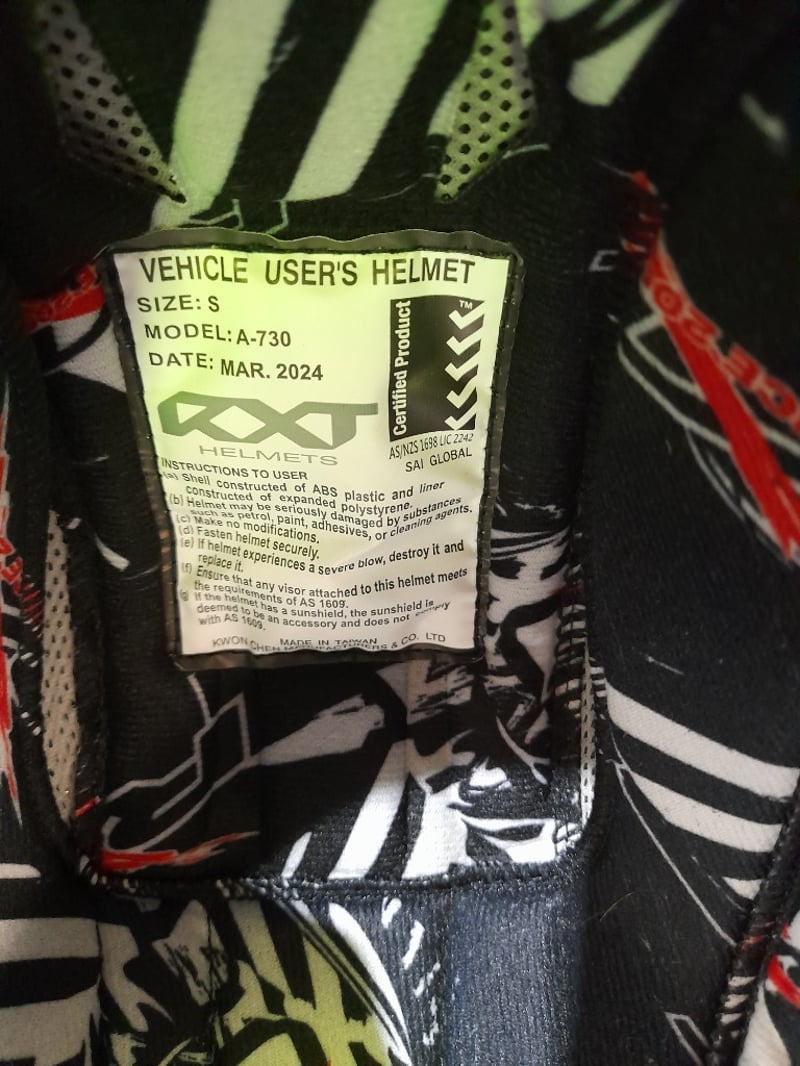 VEHICLE USER'S HELMET
SIZE: S
MODEL: A-730
DATE: MAR. 2024
Certified Product
TM
AS/NZS 1698 LIC 2242
SAI GLOBAL
RXT
HELMETS
INSTRUCTIONS TO USER
(a) Shell constructed of ABS plastic and liner
constructed of expanded polystyrene.
(b) Helmet may be seriously damaged by substances
such as petrol, paint, adhesives, or cleaning agents.
(c) Make no modifications.
(d) Fasten helmet securely.
(e) If helmet experiences a severe blow, destroy it and
replace it.
(f) Ensure that any visor attached to this helmet meets
the requirements of AS 1609.
(g) If the helmet has a sunshield, the sunshield is
deemed to be an accessory and does not comply
with AS 1609.
MADE IN TAIWAN
KWON CHEN MANUFACTURERS & CO. LTD